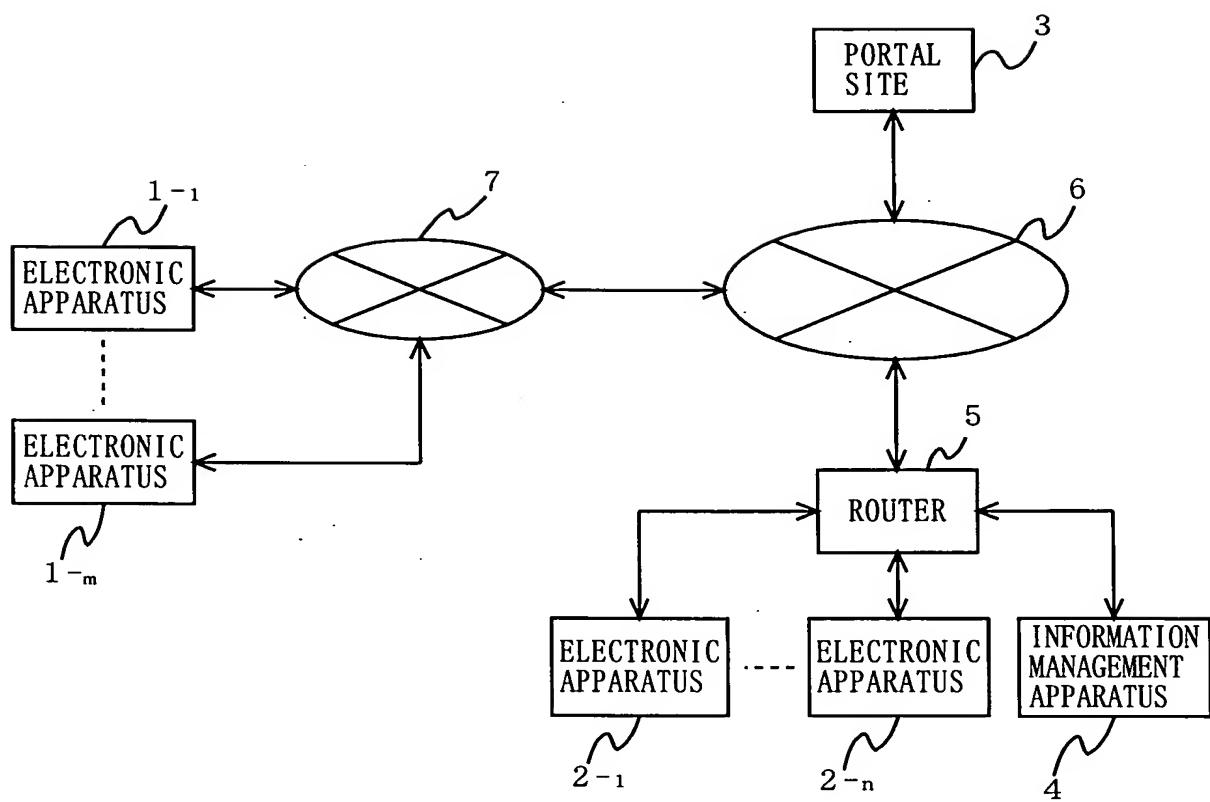 3
PORTAL
SITE
1-1
7
6
ELECTRONIC
APPARATUS
ELECTRONIC
APPARATUS
1-m
5
ROUTER
ELECTRONIC
APPARATUS
ELECTRONIC
APPARATUS
INFORMATION
MANAGEMENT
APPARATUS
2-1
2-n
4